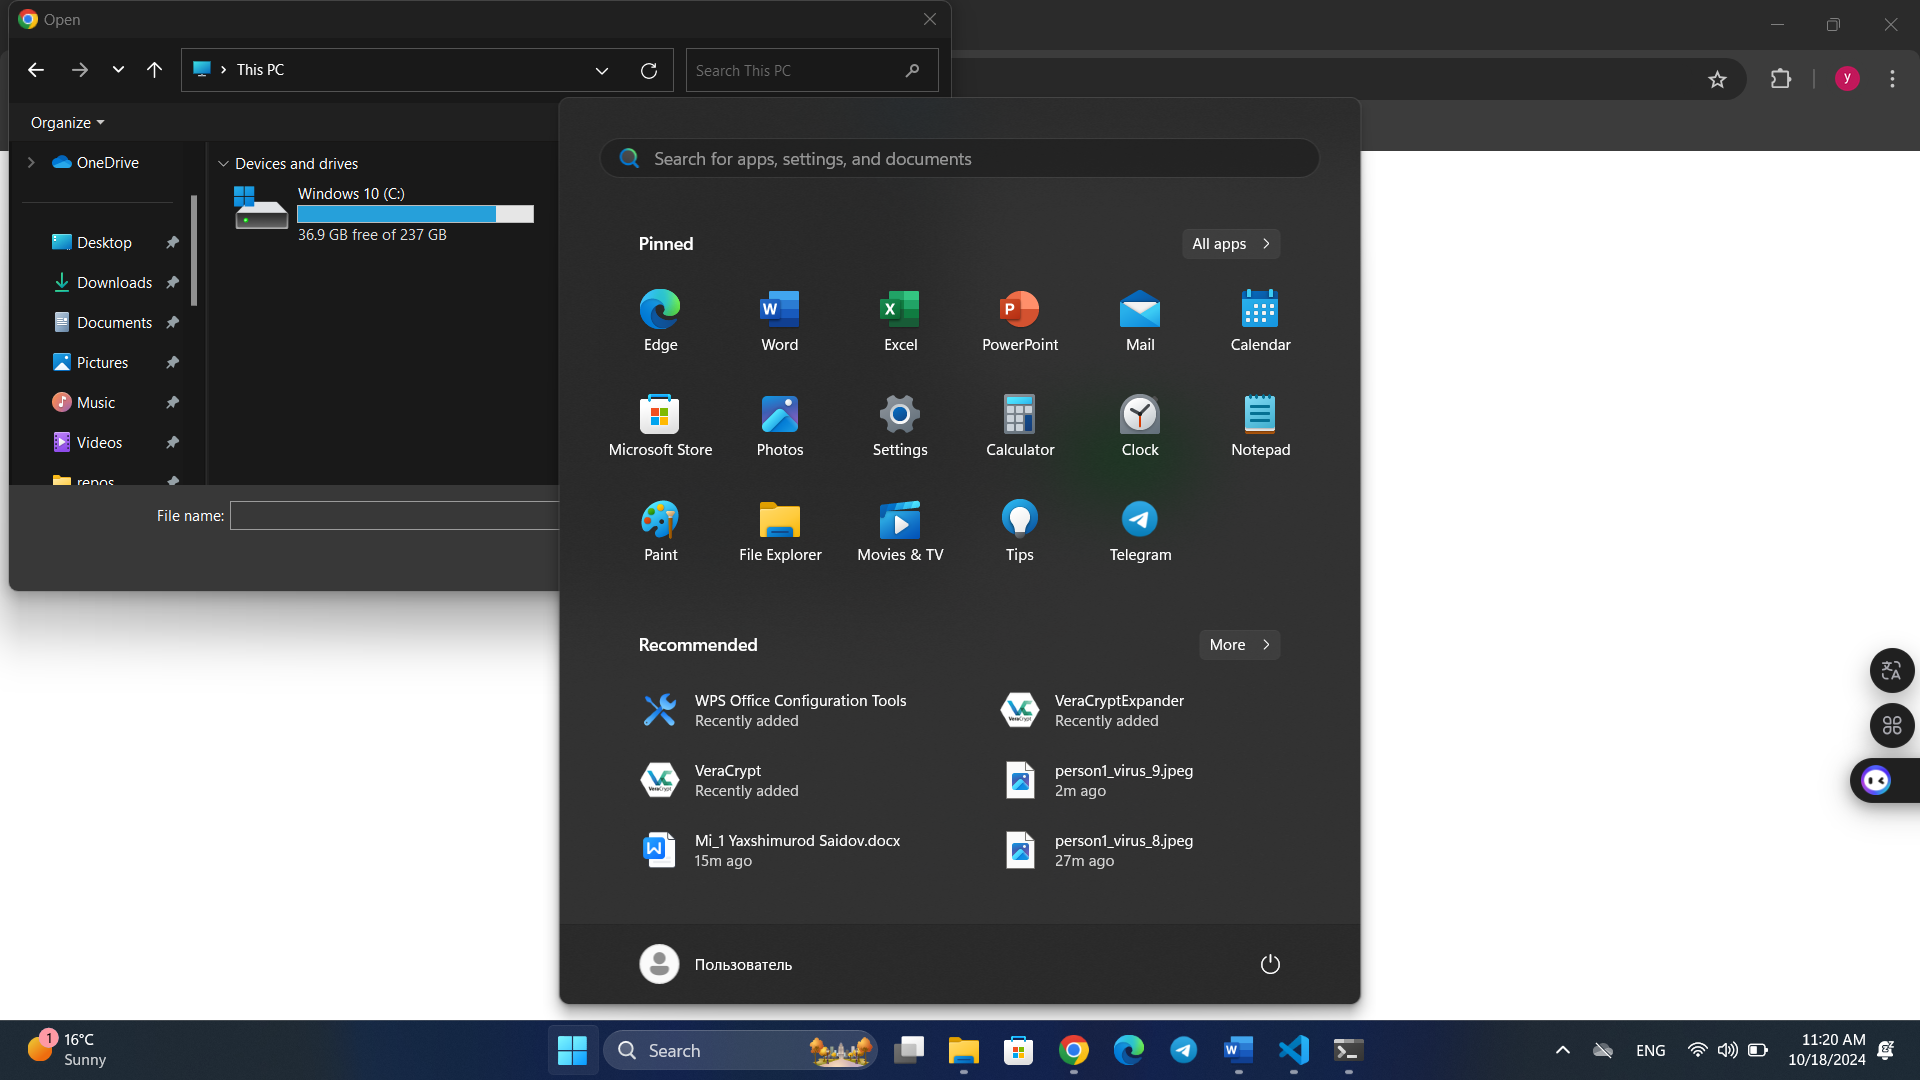 Open
This PC
Search This PC
Organize
OneDrive
Desktop
Downloads
Documents
Pictures
Music
Videos
repos
Devices and drives
Windows 10 (C:)
36.9 GB free of 237 GB
File name:
y
Search for apps, settings, and documents
Pinned
All apps
Edge
Word
Excel
PowerPoint
Mail
Calendar
Microsoft Store
Photos
Settings
Calculator
Clock
Notepad
Paint
File Explorer
Movies & TV
Tips
Telegram
Recommended
More
WPS Office Configuration Tools
Recently added
VeraCryptExpander
Recently added
VeraCrypt
Recently added
person1_virus_9.jpeg
2m ago
Mi_1 Yaxshimurod Saidov.docx
15m ago
person1_virus_8.jpeg
27m ago
Пользователь
1
16°C
Sunny
Search
ENG
11:20 AM
10/18/2024